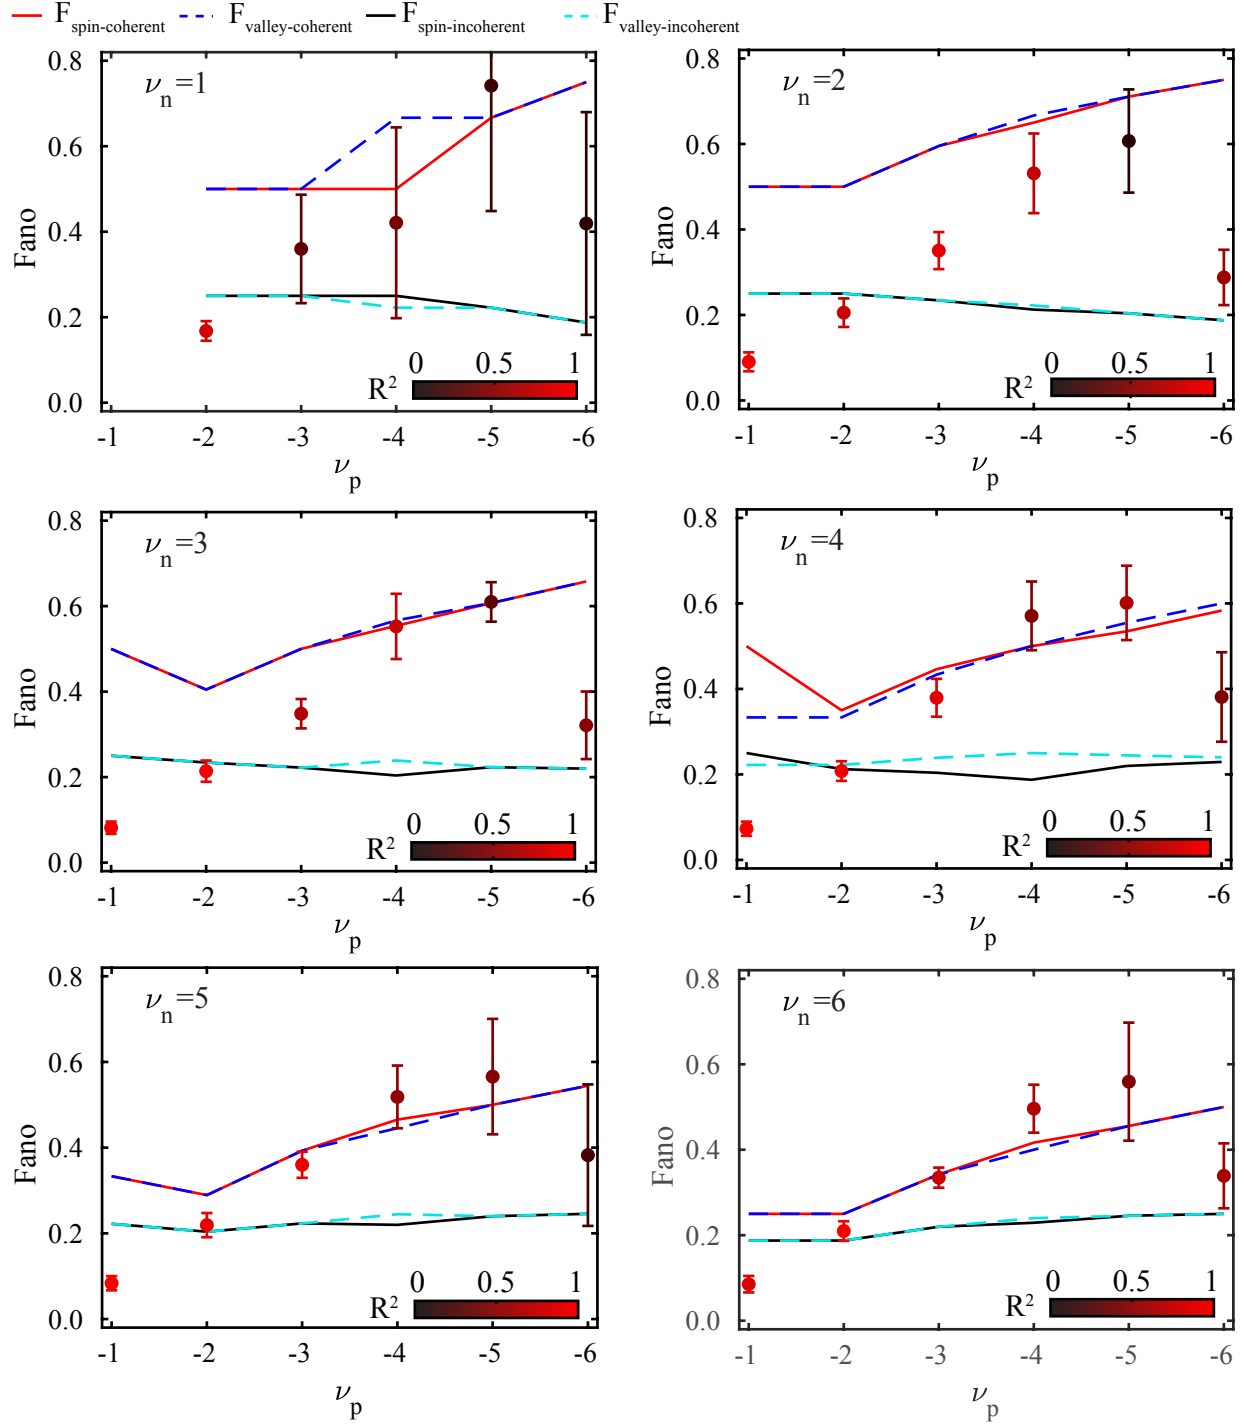 F spin-coherent F valley-coherent F spin-incoherent F valley-incoherent
ν n =1
Fano
0.8
0.6
0.4
0.2
0.0
R² 0 0.5 1
-1 -2 -3 -4 -5 -6
ν p
ν n =2
Fano
0.8
0.6
0.4
0.2
0.0
R² 0 0.5 1
-1 -2 -3 -4 -5 -6
ν p
ν n =3
Fano
0.8
0.6
0.4
0.2
0.0
R² 0 0.5 1
-1 -2 -3 -4 -5 -6
ν p
ν n =4
Fano
0.8
0.6
0.4
0.2
0.0
R² 0 0.5 1
-1 -2 -3 -4 -5 -6
ν p
ν n =5
Fano
0.8
0.6
0.4
0.2
0.0
R² 0 0.5 1
-1 -2 -3 -4 -5 -6
ν p
ν n =6
Fano
0.8
0.6
0.4
0.2
0.0
R² 0 0.5 1
-1 -2 -3 -4 -5 -6
ν p